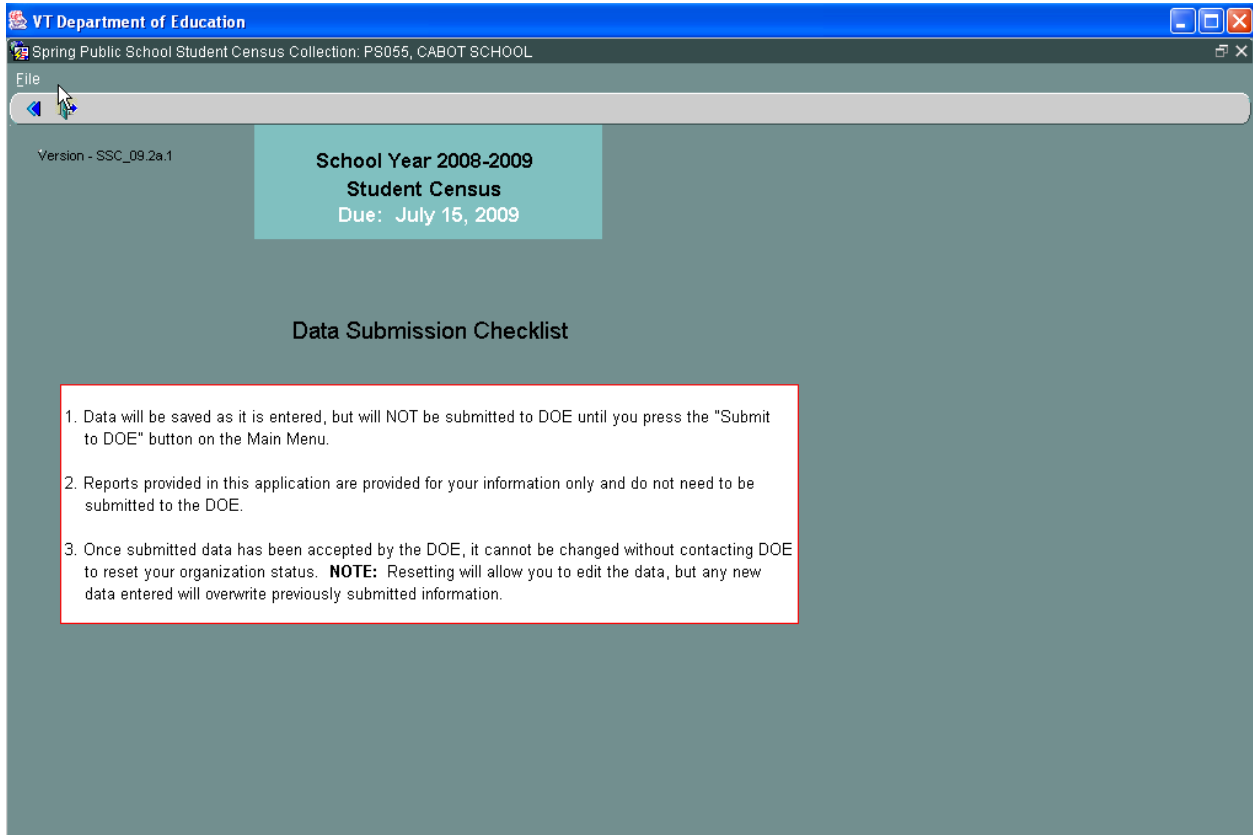 VT Department of Education
Spring Public School Student Census Collection: PS055, CABOT SCHOOL
File
Version - SSC_09.2a.1
School Year 2008-2009
Student Census
Due: July 15, 2009
Data Submission Checklist
1. Data will be saved as it is entered, but will NOT be submitted to DOE until you press the "Submit
to DOE" button on the Main Menu.
2. Reports provided in this application are provided for your information only and do not need to be
submitted to the DOE.
3. Once submitted data has been accepted by the DOE, it cannot be changed without contacting DOE
to reset your organization status. NOTE: Resetting will allow you to edit the data, but any new
data entered will overwrite previously submitted information.